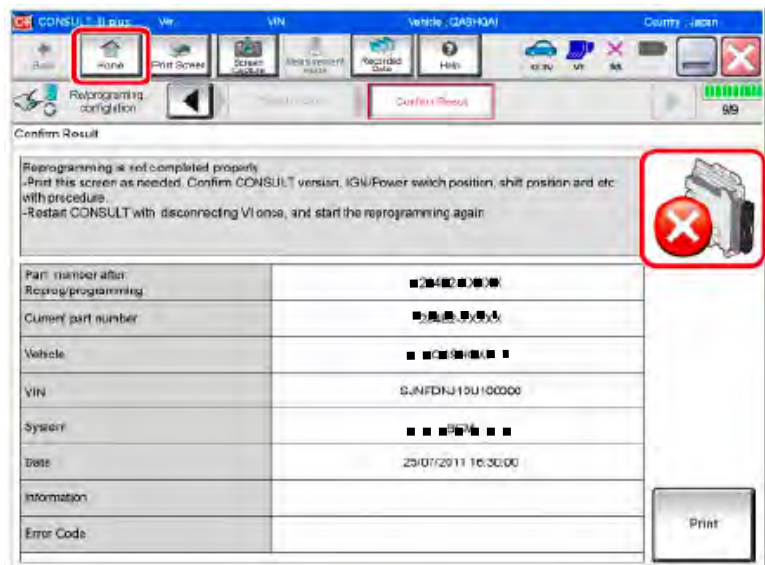 CONSULT-III plus Ver. VIN Vehicle : QASHQAI Country : Japan
Back Home Print Screen Screen Capture Measurement Mode Recorded Data Help VI MI
Re/programming configuration Confirm Result 9/9
Confirm Result
Reprogramming is not completed properly
-Print this screen as needed. Confirm CONSULT version, IGN/Power switch position, shift position and etc
with procedure.
-Restart CONSULT with disconnecting VI once, and start the reprogramming again
Part number after
Reprog/programming
Current part number
Vehicle
VIN
System
Date 25/07/2011 16:30:00
Information
Error Code
Print